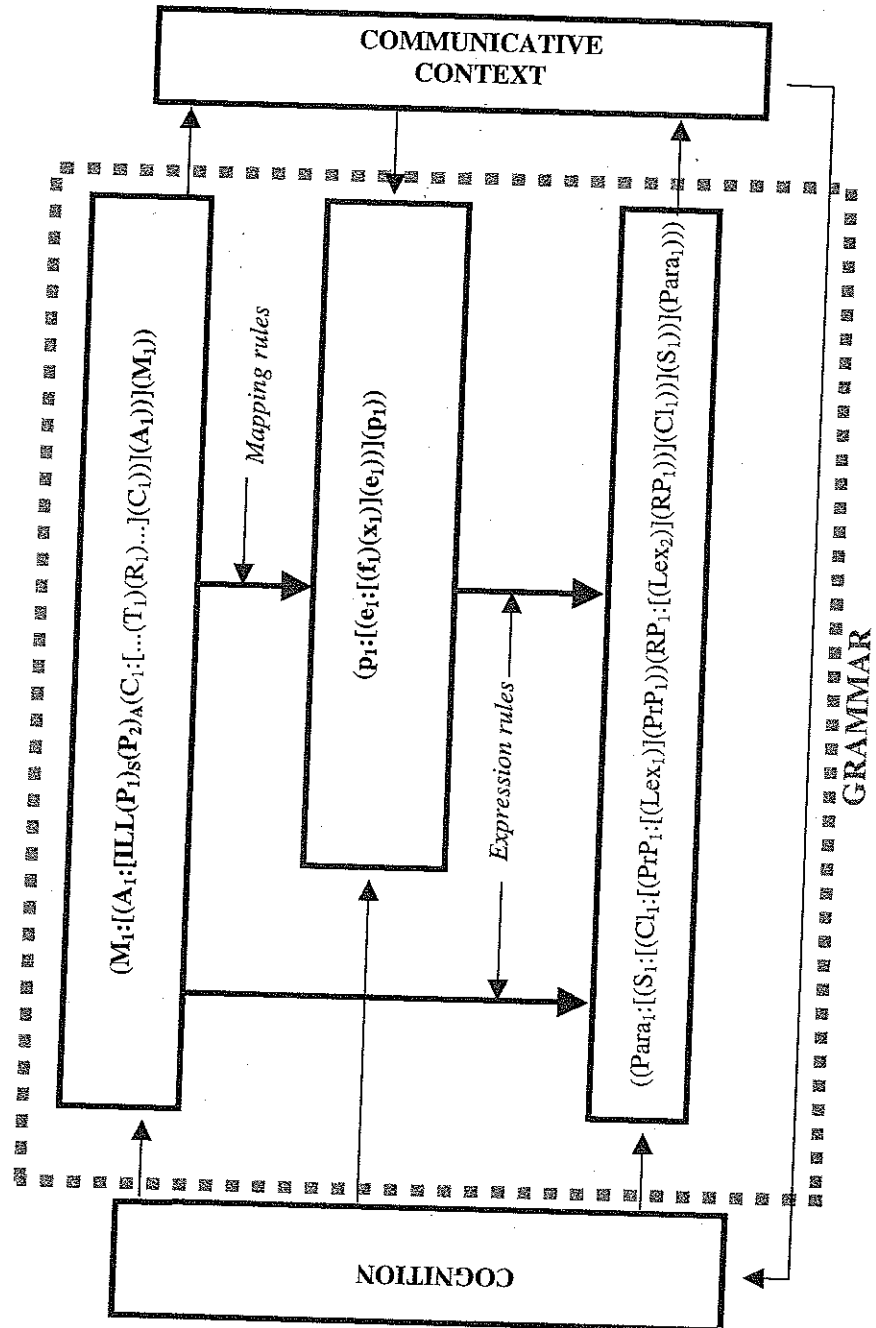 COMMUNICATIVE
CONTEXT
(M₁:[(A₁:[ILL(P₁)S(P₂)A(C₁:[...(T₁)(R₁)...](C₁))](A₁))](M₁))
Mapping rules
(p₁:[(e₁:[(f₁)(x₁)](e₁))](p₁))
Expression rules
((Para₁:[(S₁:[(Cl₁:[(PrP₁:[(Lex₁)](PrP₁))(RP₁:[(Lex₂)](RP₁))](Cl₁))](S₁))](Para₁)))
GRAMMAR
COGNITION